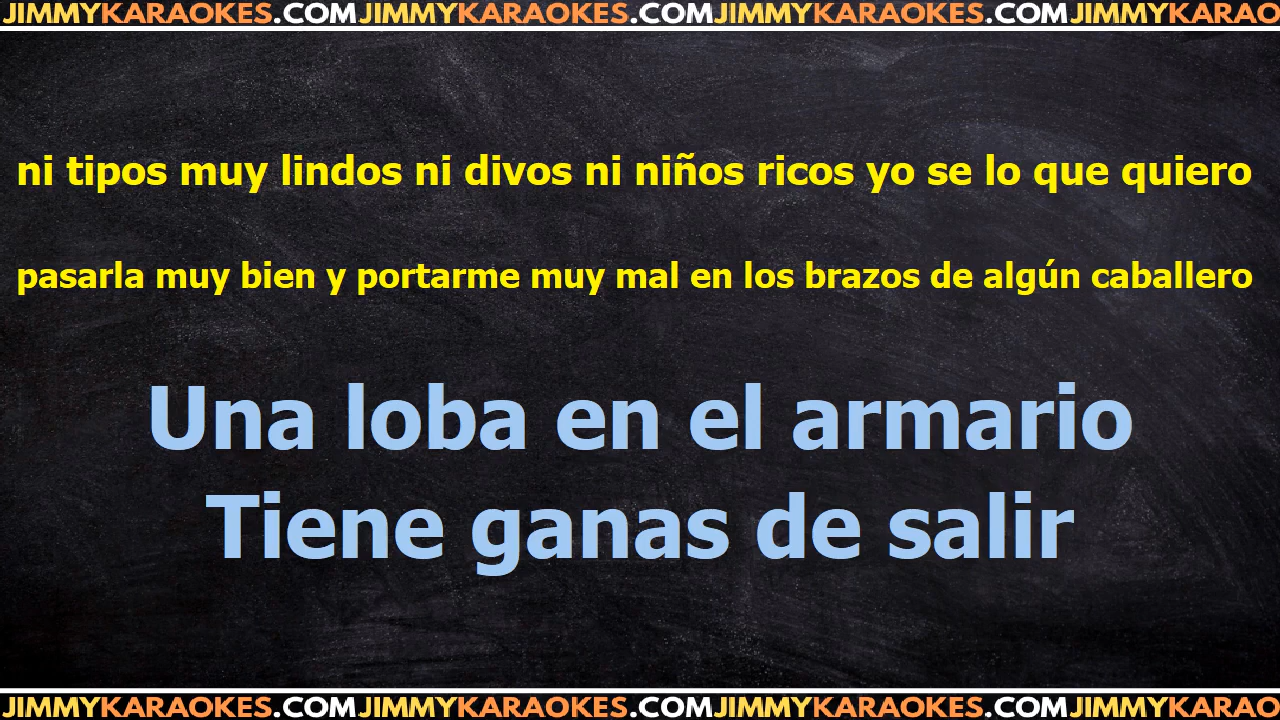 JIMMYKARAOKES.COMJIMMYKARAOKES.COMJIMMYKARAOKES.COMJIMMYKARAO
ni tipos muy lindos ni divos ni niños ricos yo se lo que quiero
pasarla muy bien y portarme muy mal en los brazos de algún caballero
Una loba en el armario
Tiene ganas de salir
JIMMYKARAOKES.COMJIMMYKARAOKES.COMJIMMYKARAOKES.COMJIMMYKARAO